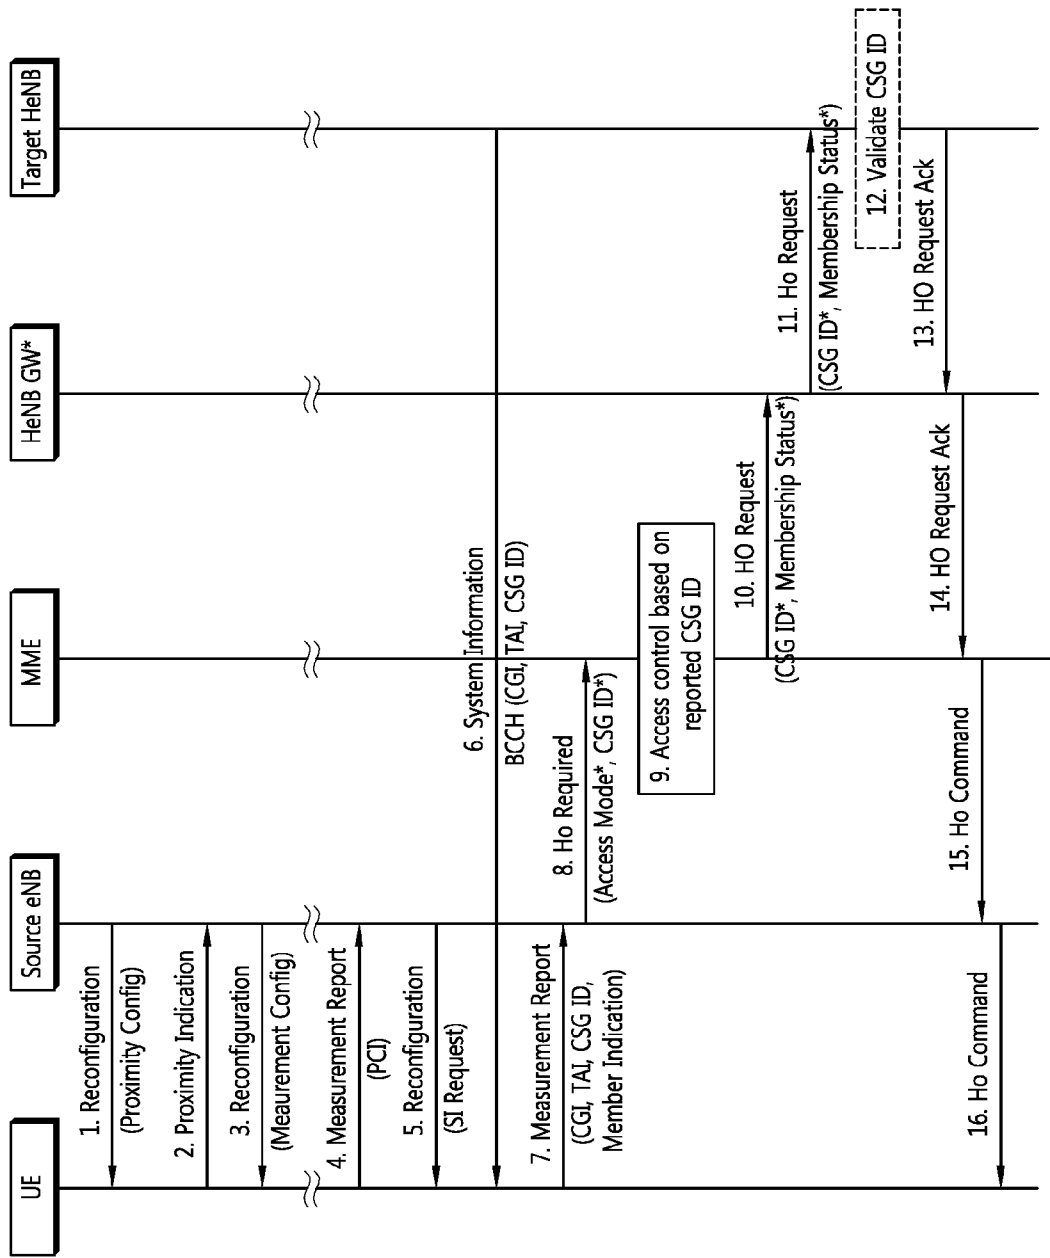 UE
Source eNB
MME
HeNB GW*
Target HeNB
1. Reconfiguration
(Proximity Config)
2. Proximity Indication
3. Reconfiguration
(Meaurement Config)
4. Measurement Report
(PCI)
5. Reconfiguration
(SI Request)
6. System Information
BCCH (CGI, TAI, CSG ID)
7. Measurement Report
(CGI, TAI, CSG ID,
Member Indication)
8. Ho Required
(Access Mode*, CSG ID*)
9. Access control based on
reported CSG ID
10. HO Request
(CSG ID*, Membership Status*)
11. Ho Request
(CSG ID*, Membership Status*)
12. Validate CSG ID
13. HO Request Ack
14. HO Request Ack
15. Ho Command
16. Ho Command